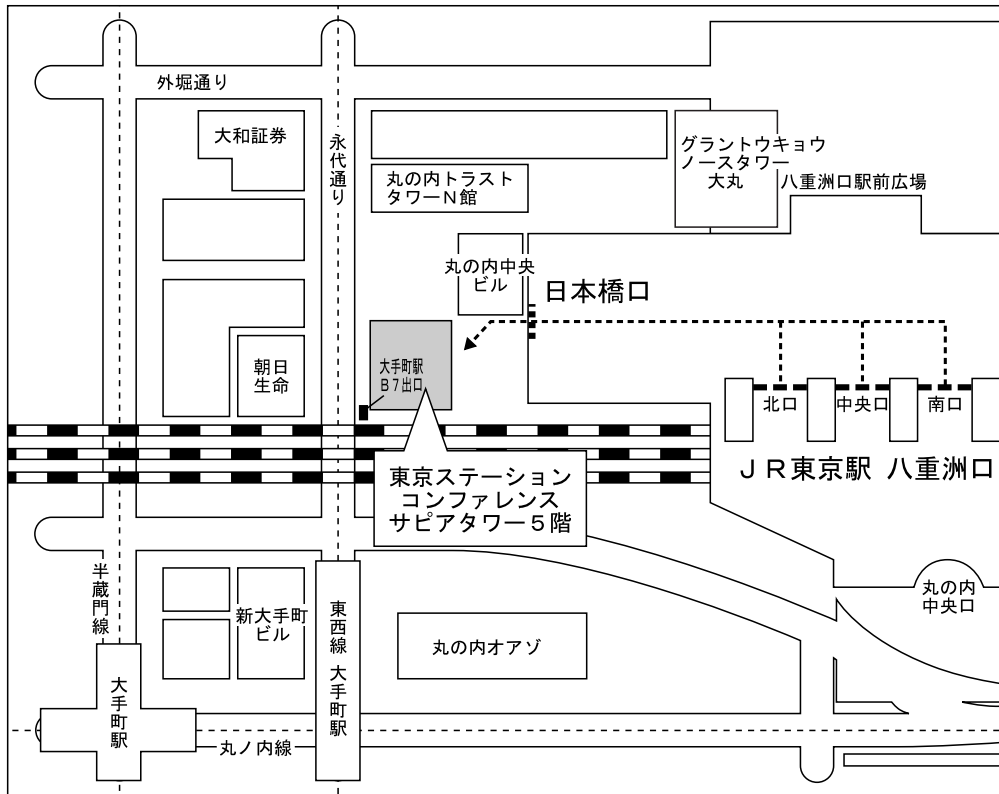 外堀通り
大和証券
永代通り
グラントウキョウ
ノースタワー
大丸
丸の内トラスト
タワーN館
八重洲口駅前広場
丸の内中央
ビル
日本橋口
朝日
生命
大手町駅
B7出口
北口
中央口
南口
JR東京駅 八重洲口
東京ステーション
コンファレンス
サピアタワー5階
半蔵門線
新大手町
ビル
東西線 大手町駅
丸の内オアゾ
丸の内
中央口
大手町駅
丸ノ内線